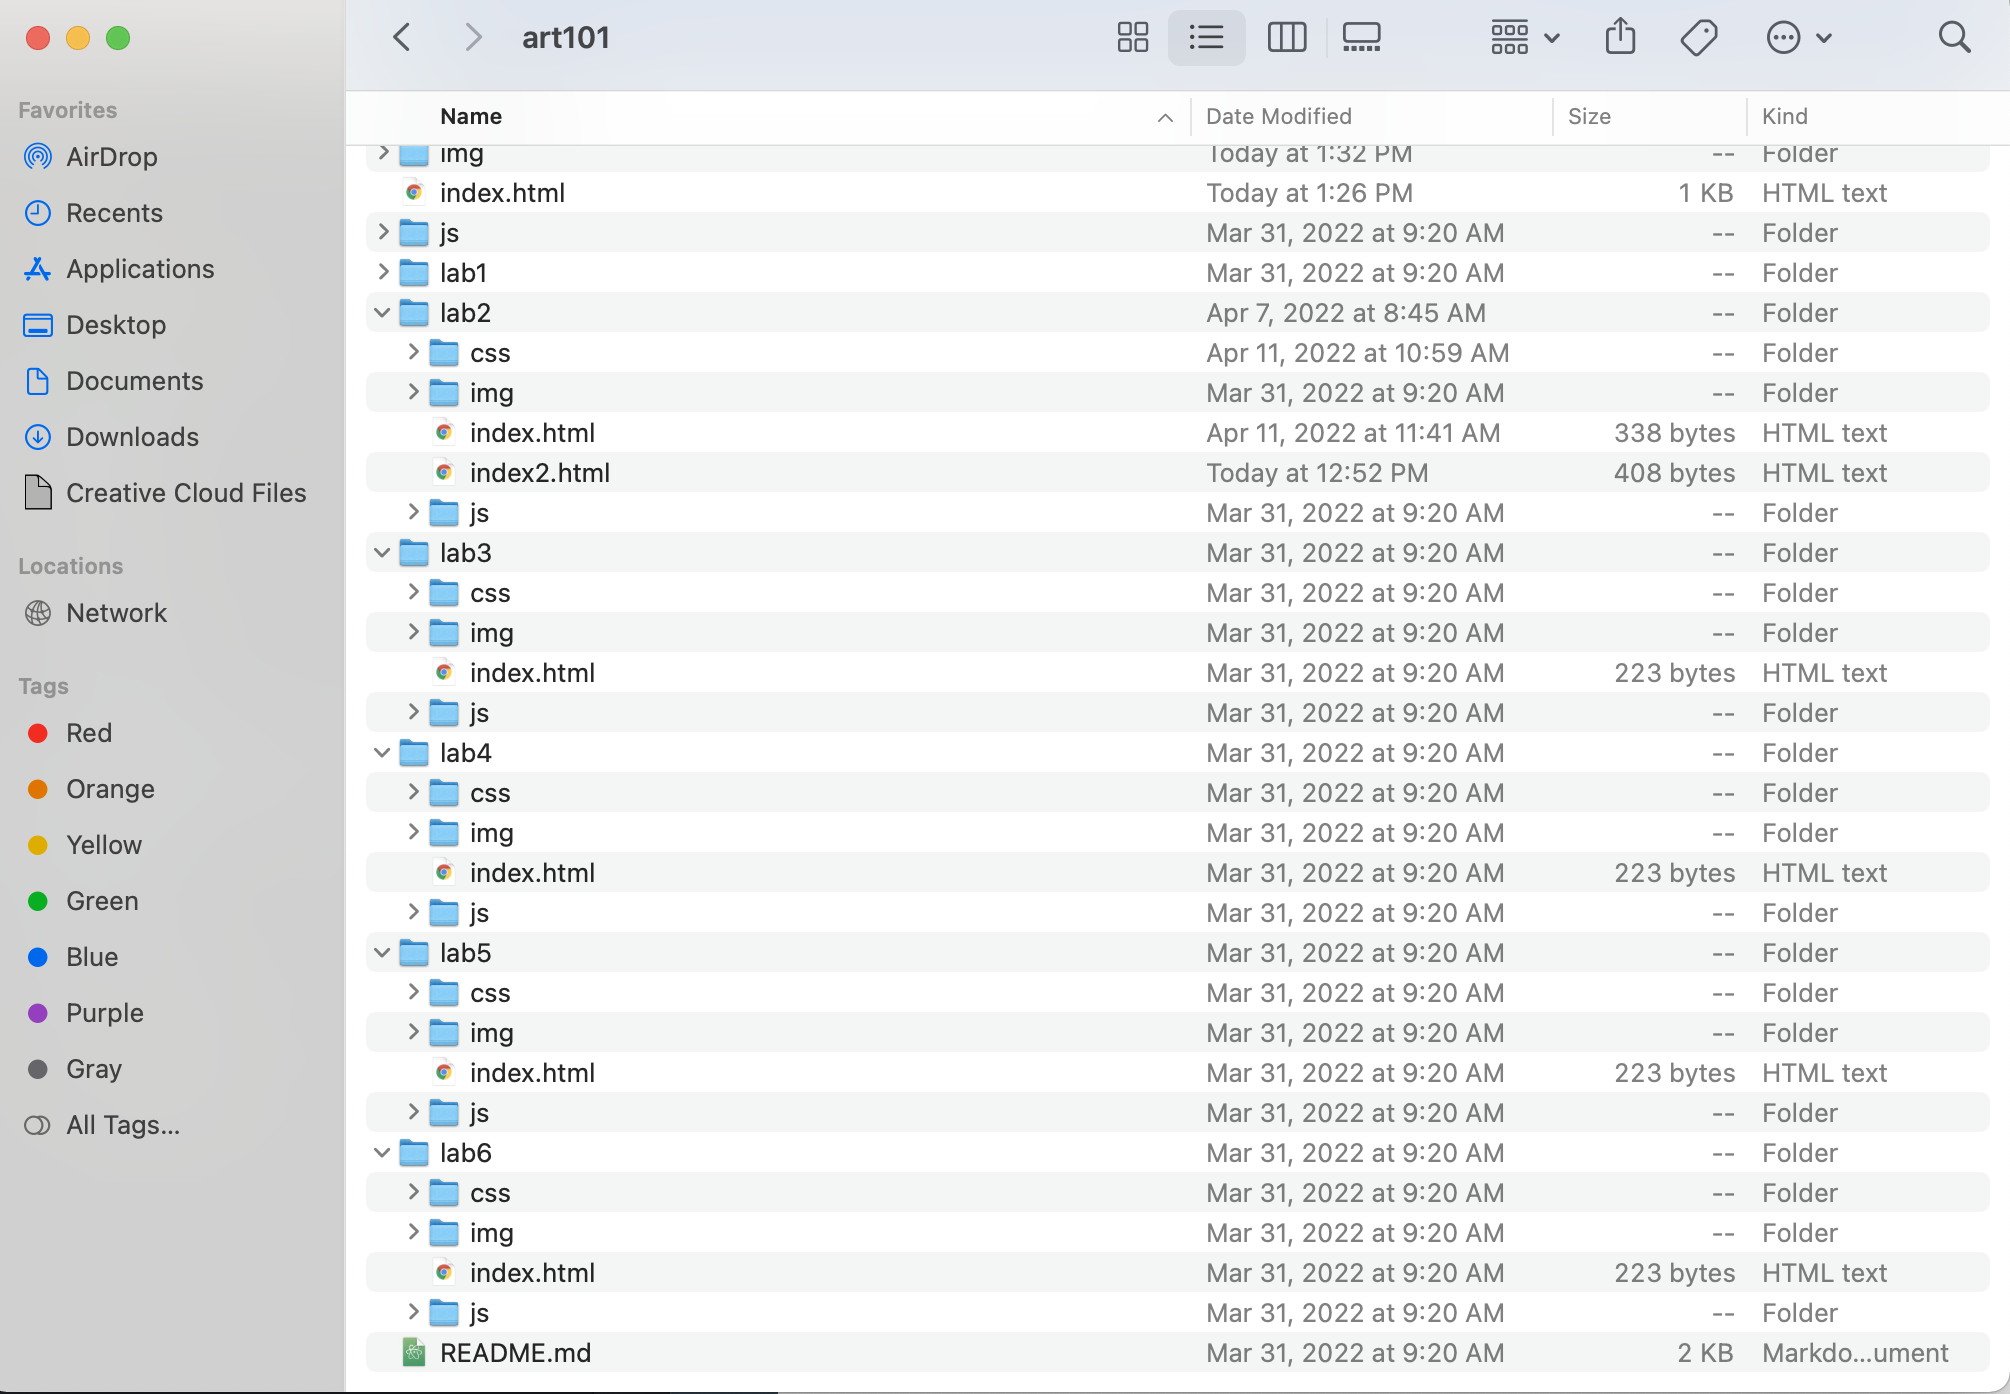 art101
Favorites
AirDrop
Recents
Applications
Desktop
Documents
Downloads
Creative Cloud Files
Locations
Network
Tags
Red
Orange
Yellow
Green
Blue
Purple
Gray
All Tags...
Name Date Modified Size Kind
img Today at 1:32 PM -- Folder
index.html Today at 1:26 PM 1 KB HTML text
js Mar 31, 2022 at 9:20 AM -- Folder
lab1 Mar 31, 2022 at 9:20 AM -- Folder
lab2 Apr 7, 2022 at 8:45 AM -- Folder
css Apr 11, 2022 at 10:59 AM -- Folder
img Mar 31, 2022 at 9:20 AM -- Folder
index.html Apr 11, 2022 at 11:41 AM 338 bytes HTML text
index2.html Today at 12:52 PM 408 bytes HTML text
js Mar 31, 2022 at 9:20 AM -- Folder
lab3 Mar 31, 2022 at 9:20 AM -- Folder
css Mar 31, 2022 at 9:20 AM -- Folder
img Mar 31, 2022 at 9:20 AM -- Folder
index.html Mar 31, 2022 at 9:20 AM 223 bytes HTML text
js Mar 31, 2022 at 9:20 AM -- Folder
lab4 Mar 31, 2022 at 9:20 AM -- Folder
css Mar 31, 2022 at 9:20 AM -- Folder
img Mar 31, 2022 at 9:20 AM -- Folder
index.html Mar 31, 2022 at 9:20 AM 223 bytes HTML text
js Mar 31, 2022 at 9:20 AM -- Folder
lab5 Mar 31, 2022 at 9:20 AM -- Folder
css Mar 31, 2022 at 9:20 AM -- Folder
img Mar 31, 2022 at 9:20 AM -- Folder
index.html Mar 31, 2022 at 9:20 AM 223 bytes HTML text
js Mar 31, 2022 at 9:20 AM -- Folder
lab6 Mar 31, 2022 at 9:20 AM -- Folder
css Mar 31, 2022 at 9:20 AM -- Folder
img Mar 31, 2022 at 9:20 AM -- Folder
index.html Mar 31, 2022 at 9:20 AM 223 bytes HTML text
js Mar 31, 2022 at 9:20 AM -- Folder
README.md Mar 31, 2022 at 9:20 AM 2 KB Markdo...ument